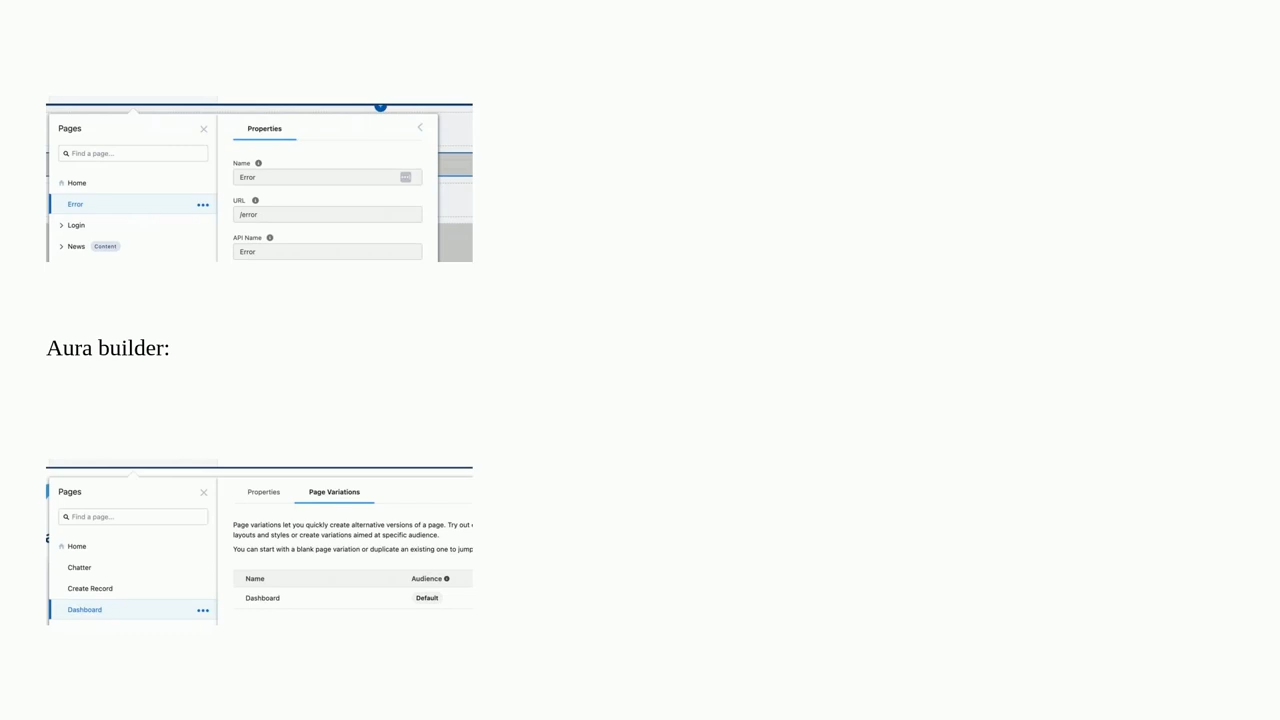 Pages
Properties
Find a page...
Name
Home
Error
Error
URL
Login
/error
News Content
API Name
Error
Aura builder:
Pages
Properties Page Variations
Find a page...
Page variations let you quickly create alternative versions of a page. Try out
layouts and styles or create variations aimed at specific audience.
Home
You can start with a blank page variation or duplicate an existing one to jump
Chatter
Name Audience
Create Record
Dashboard Default
Dashboard